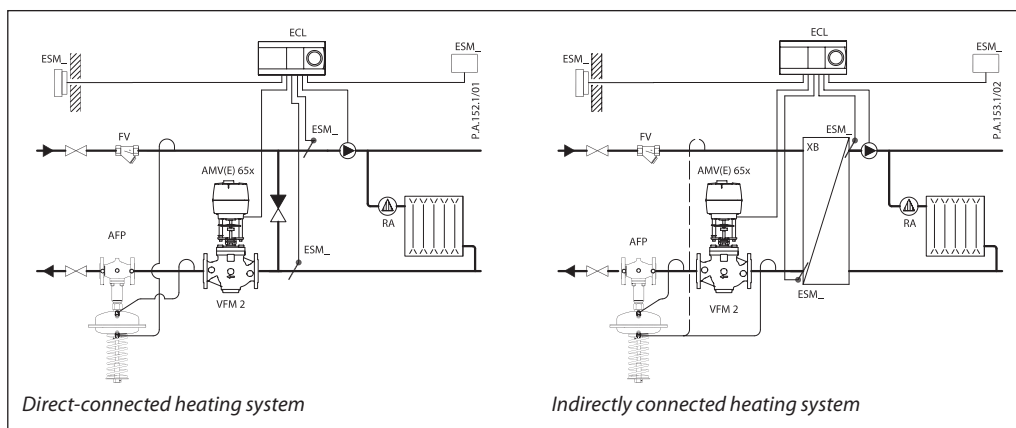 ECL
ESM_
ESM_
P.A.152.1/01
FV
ESM_
AMV(E) 65x
RA
AFP
ESM_
VFM 2
Direct-connected heating system
ECL
ESM_
ESM_
P.A.153.1/02
FV
ESM_
XB
AMV(E) 65x
RA
AFP
ESM_
VFM 2
Indirectly connected heating system